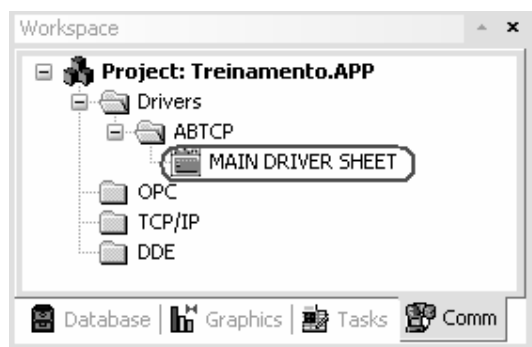 Workspace
Project: Treinamento.APP
Drivers
ABTCP
MAIN DRIVER SHEET
OPC
TCP/IP
DDE
Database Graphics Tasks Comm